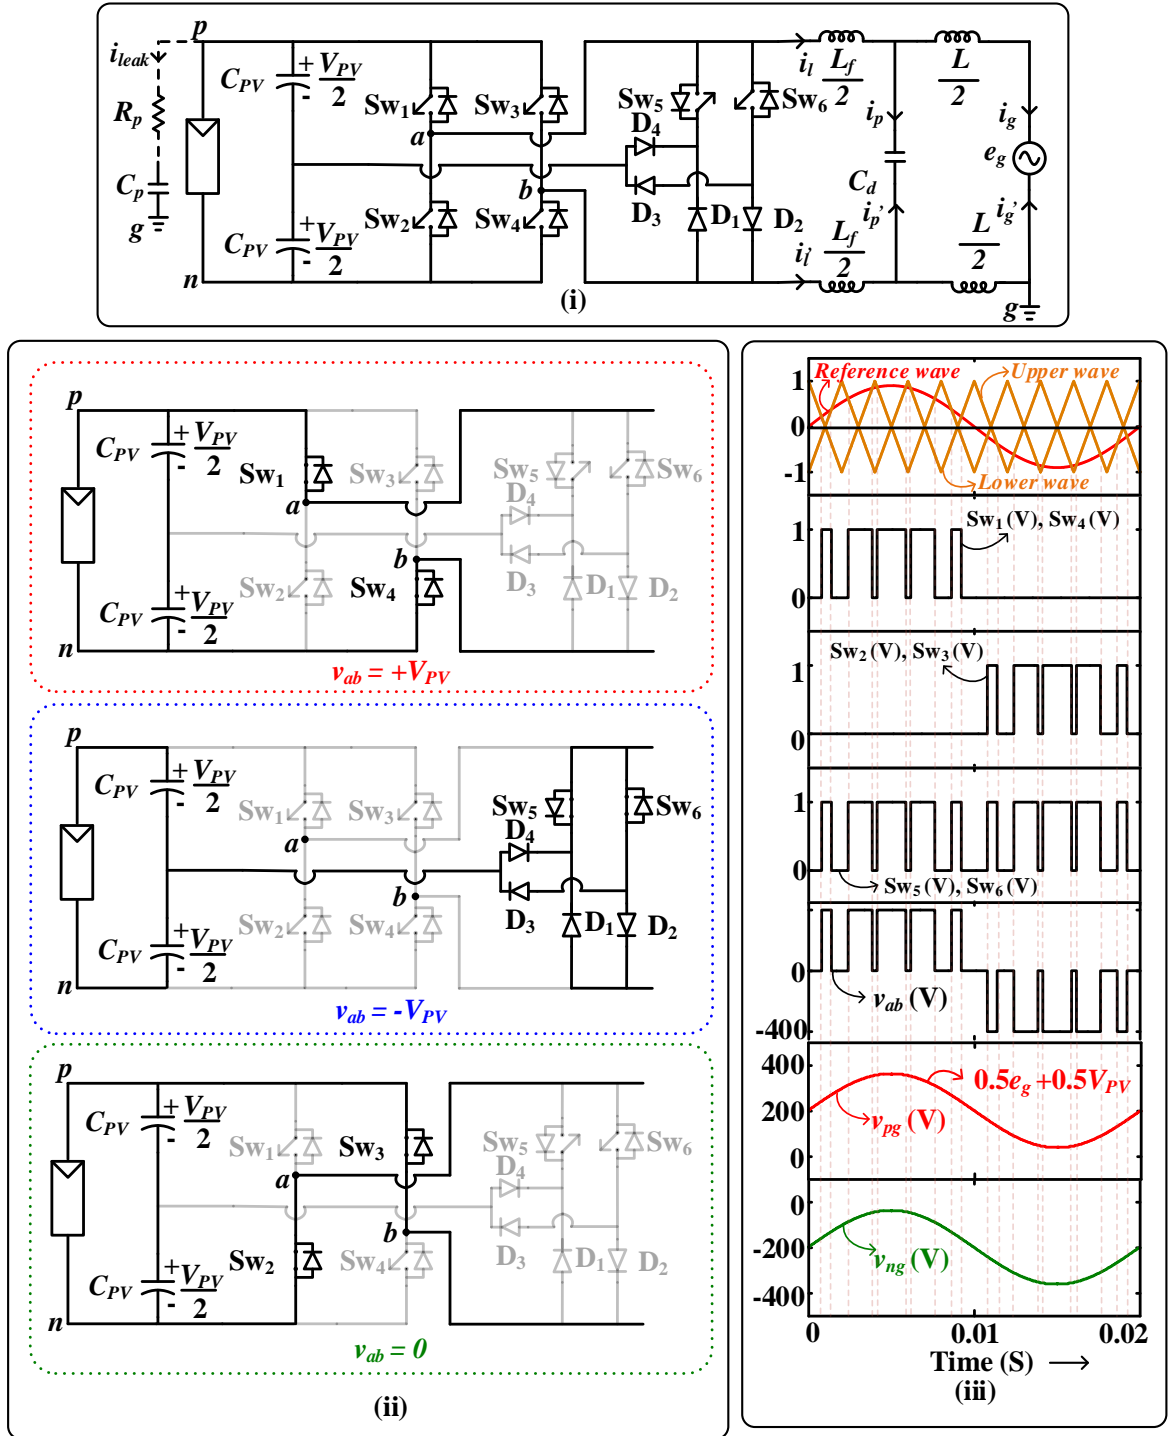 p
i_leak
R_p
C_p
g
n
C_PV
+ V_PV/2 -
C_PV
+ V_PV/2 -
Sw1
Sw3
a
b
Sw2
Sw4
Sw5
Sw6
D4
D3
D1
D2
i_l
L_f/2
L/2
i_p
i_g
C_d
e_g
i_p'
i_g'
i_l'
L_f/2
L/2
g
(i)
p
C_PV
+ V_PV/2 -
Sw1
Sw3
Sw5
Sw6
a
D4
b
D3
C_PV
+ V_PV/2 -
Sw2
Sw4
D1
D2
n
v_ab = +V_PV
p
C_PV
+ V_PV/2 -
Sw1
Sw3
Sw5
Sw6
a
D4
b
D3
C_PV
+ V_PV/2 -
Sw2
Sw4
D1
D2
n
v_ab = -V_PV
p
C_PV
+ V_PV/2 -
Sw1
Sw3
Sw5
Sw6
a
D4
b
D3
C_PV
+ V_PV/2 -
Sw2
Sw4
D1
D2
n
v_ab = 0
(ii)
1
Reference wave
Upper wave
0
-1
Lower wave
1
Sw1(V), Sw4(V)
0
Sw2(V), Sw3(V)
1
0
1
0
Sw5(V), Sw6(V)
0
v_ab (V)
-400
400
0.5e_g+0.5V_PV
200
v_pg (V)
0
0
-200
v_ng (V)
-400
-500
0
0.01
0.02
Time (S)
(iii)